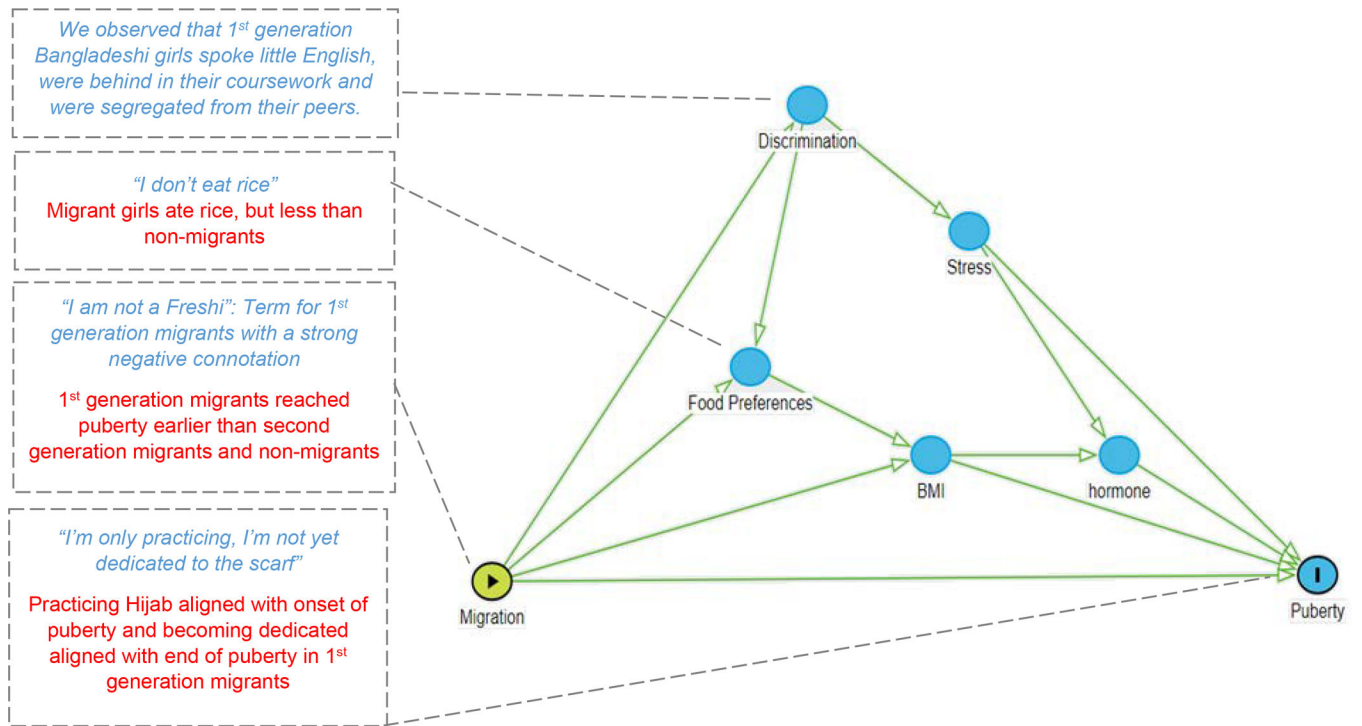 We observed that 1st generation
Bangladeshi girls spoke little English,
were behind in their coursework and
were segregated from their peers.
“I don’t eat rice”
Migrant girls ate rice, but less than
non-migrants
“I am not a Freshi”: Term for 1st
generation migrants with a strong
negative connotation
1st generation migrants reached
puberty earlier than second
generation migrants and non-migrants
“I’m only practicing, I’m not yet
dedicated to the scarf”
Practicing Hijab aligned with onset of
puberty and becoming dedicated
aligned with end of puberty in 1st
generation migrants
Discrimination
Stress
Food Preferences
BMI
hormone
Migration
Puberty